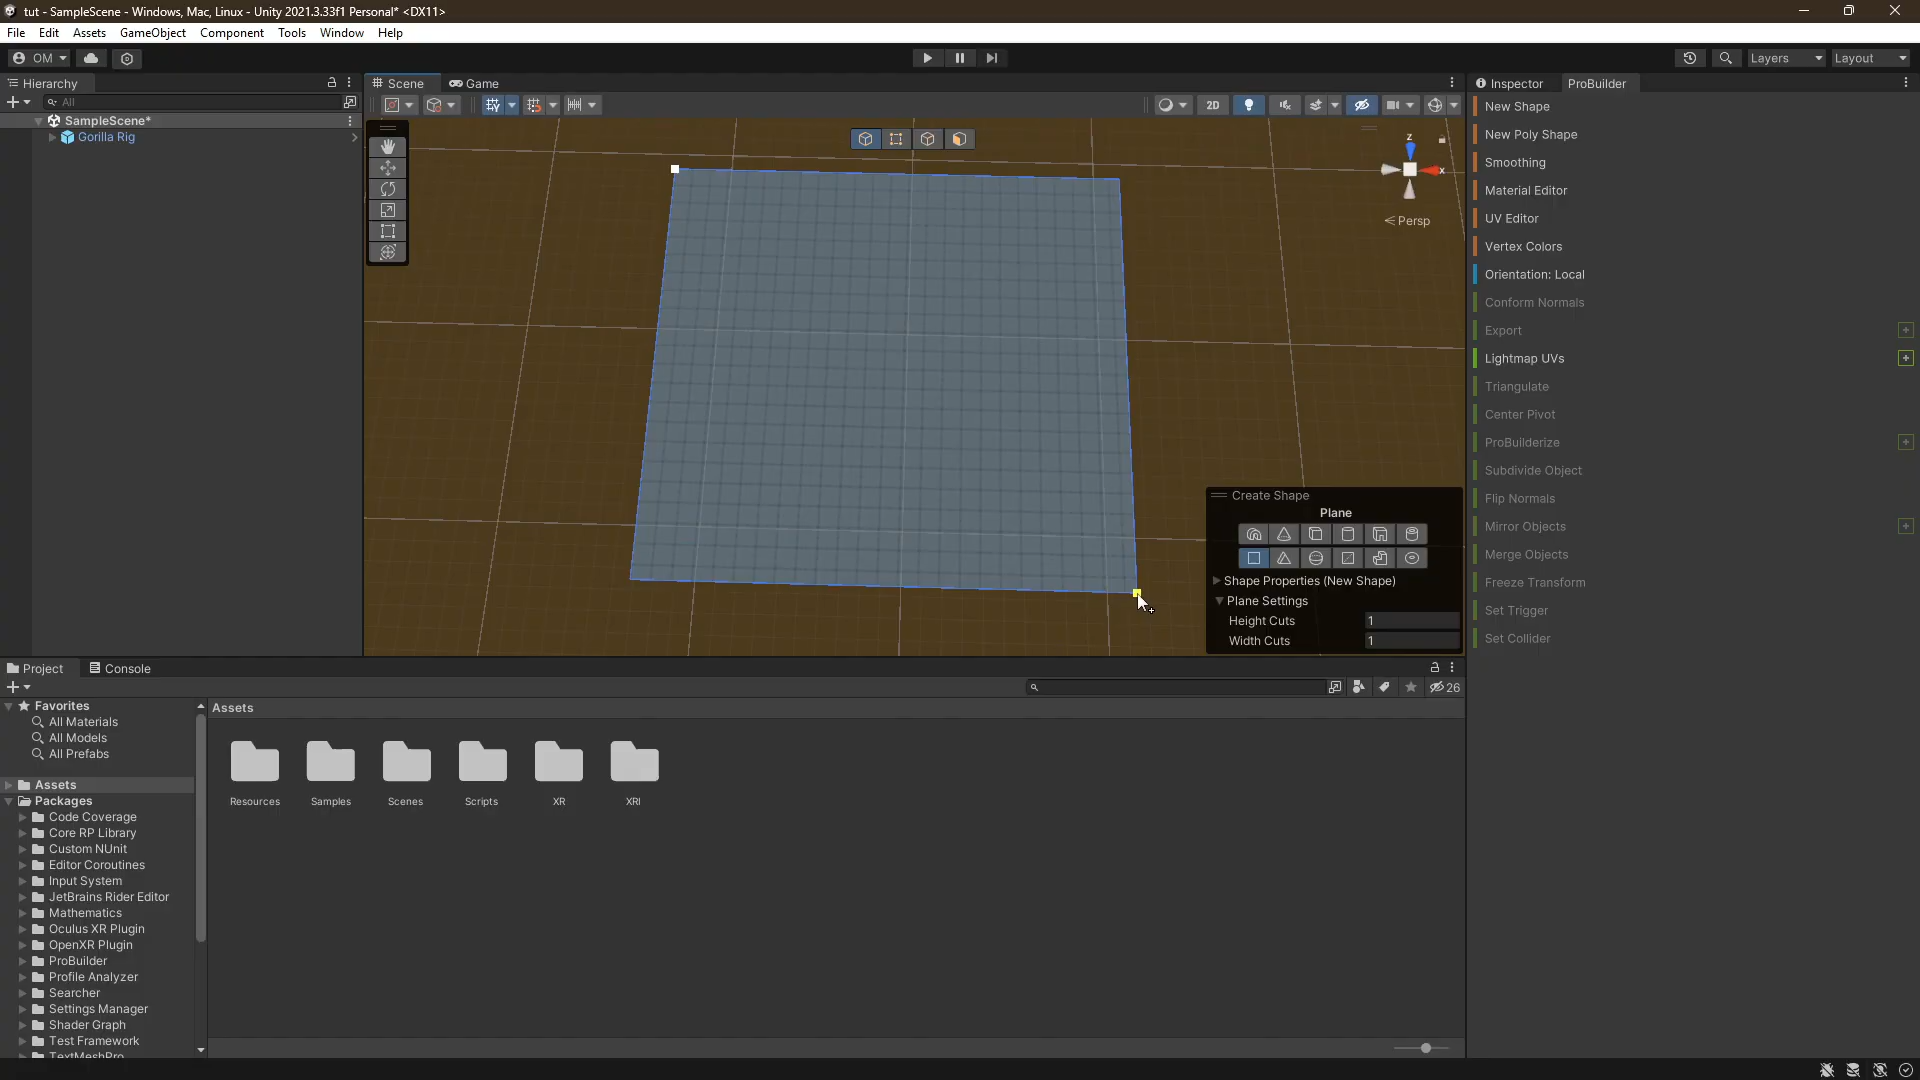 tut - SampleScene - Windows, Mac, Linux - Unity 2021.3.33f1 Personal* <DX11>
File Edit Assets GameObject Component Tools Window Help
OM
Layers
Layout
Hierarchy
All
SampleScene*
Gorilla Rig
Scene
Game
2D
z
x
Persp
Create Shape
Plane
Shape Properties (New Shape)
Plane Settings
Height Cuts 1
Width Cuts 1
Inspector
ProBuilder
New Shape
New Poly Shape
Smoothing
Material Editor
UV Editor
Vertex Colors
Orientation: Local
Conform Normals
Export
Lightmap UVs
Triangulate
Center Pivot
ProBuilderize
Subdivide Object
Flip Normals
Mirror Objects
Merge Objects
Freeze Transform
Set Trigger
Set Collider
Project
Console
26
Favorites
All Materials
All Models
All Prefabs
Assets
Packages
Code Coverage
Core RP Library
Custom NUnit
Editor Coroutines
Input System
JetBrains Rider Editor
Mathematics
Oculus XR Plugin
OpenXR Plugin
ProBuilder
Profile Analyzer
Searcher
Settings Manager
Shader Graph
Test Framework
TextMeshPro
Assets
Resources
Samples
Scenes
Scripts
XR
XRI